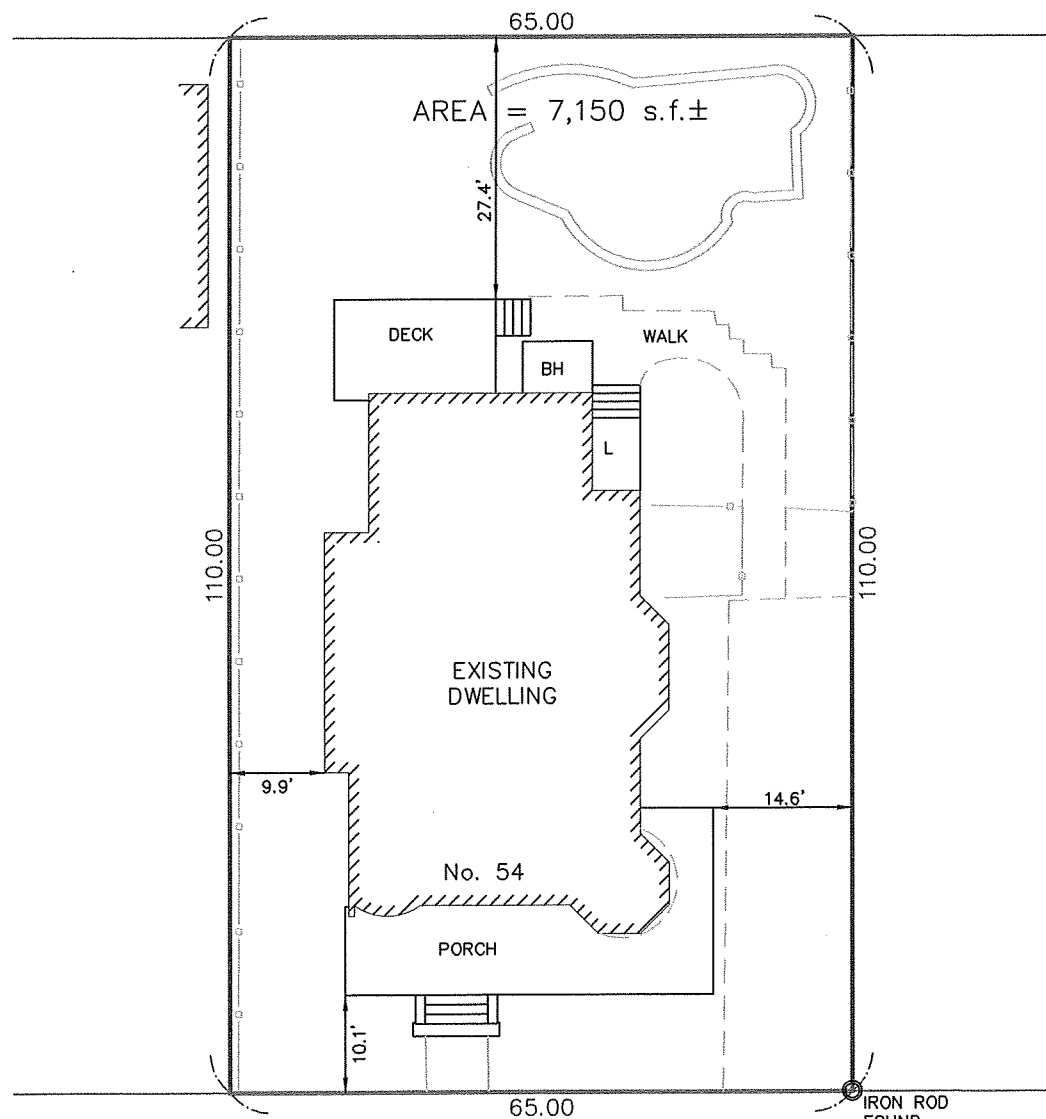 65.00
AREA = 7,150 s.f.±
27.4'
DECK
WALK
BH
L
110.00
110.00
EXISTING
DWELLING
9.9'
14.6'
No. 54
PORCH
10.1'
65.00
IRON ROD
FOUND